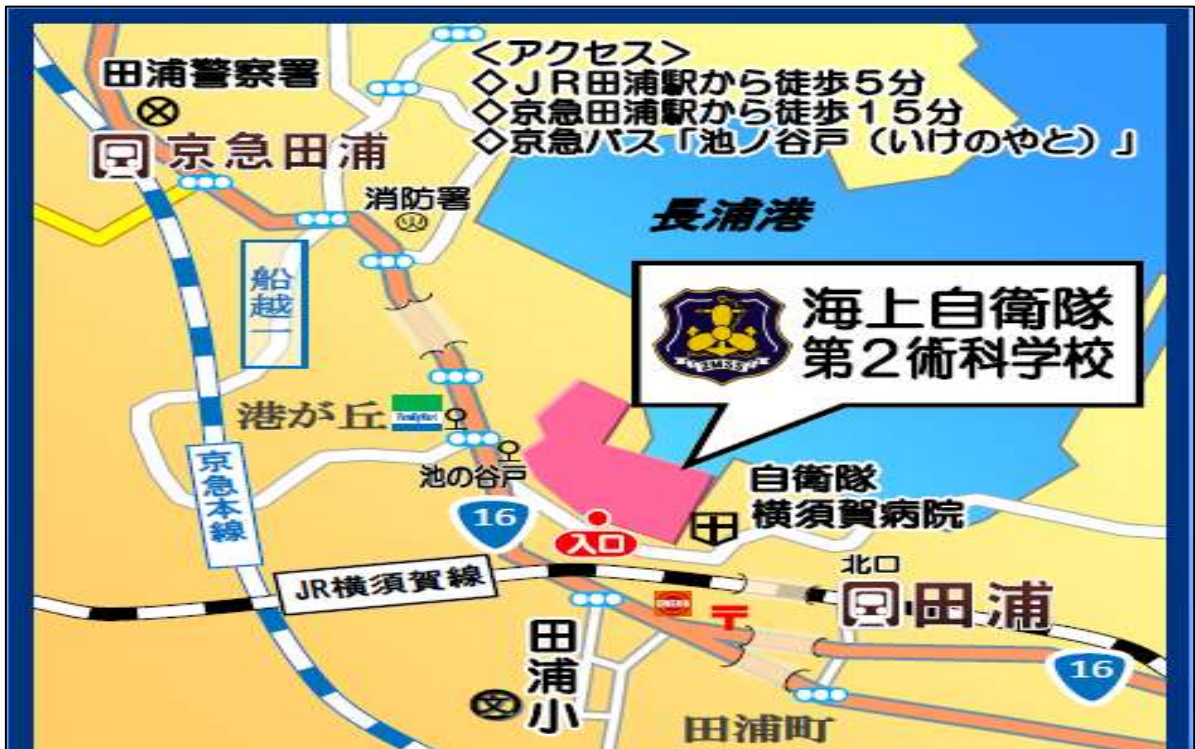 <アクセス>
◇JR田浦駅から徒歩5分
◇京急田浦駅から徒歩15分
◇京急バス「池ノ谷戸(いけのやと)」
田浦警察署
京急田浦
消防署
長浦港
船越一
海上自衛隊
第2術科学校
2MSS
港が丘
FamilyMart
池の谷戸
京急本線
16
自衛隊
横須賀病院
入口
北口
JR横須賀線
田浦
田浦小
文
16
田浦町